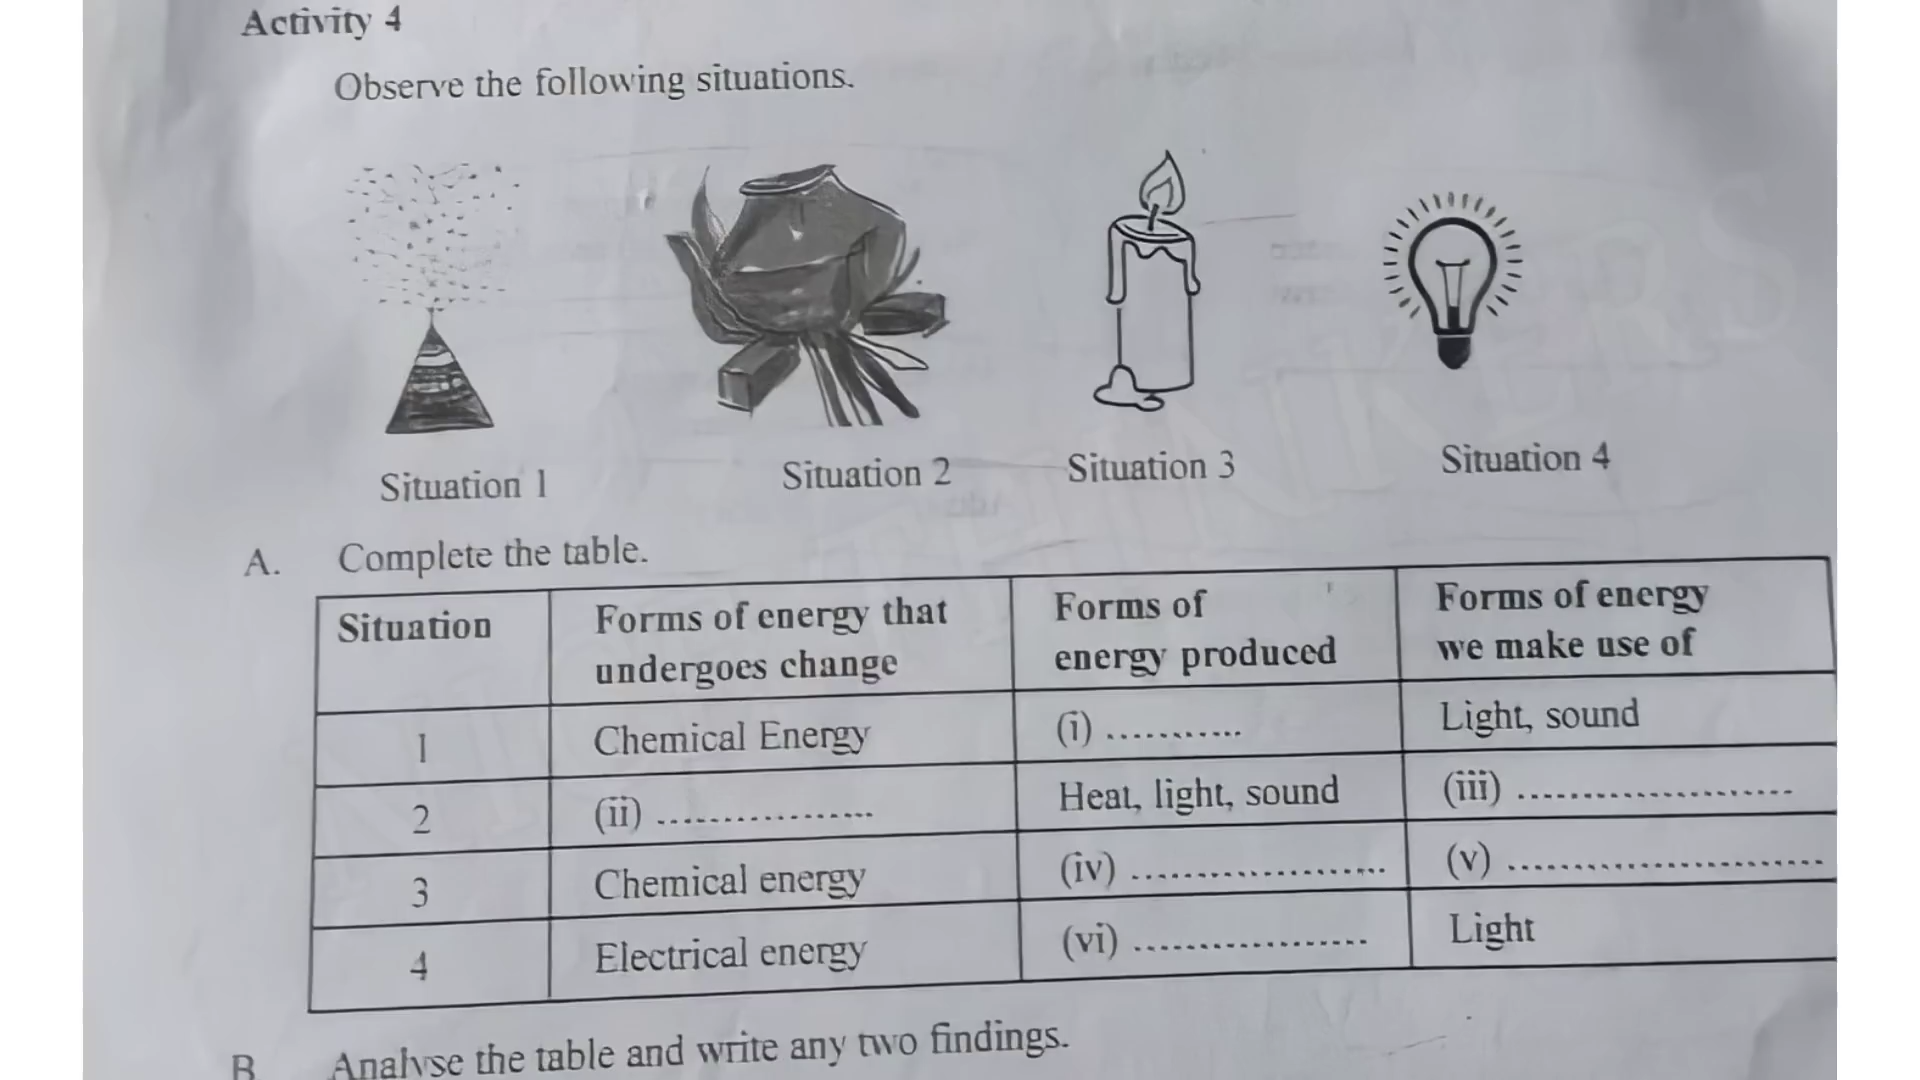 Activity 4
Observe the following situations.
Situation 1
Situation 2
Situation 3
Situation 4
A. Complete the table.
Situation
Forms of energy that
undergoes change
Forms of
energy produced
Forms of energy
we make use of
1
Chemical Energy
(i) ...........
Light, sound
2
(ii) .................
Heat, light, sound
(iii) .....................
3
Chemical energy
(iv) ....................
(v) .........................
4
Electrical energy
(vi) ..................
Light
B Analyse the table and write any two findings.